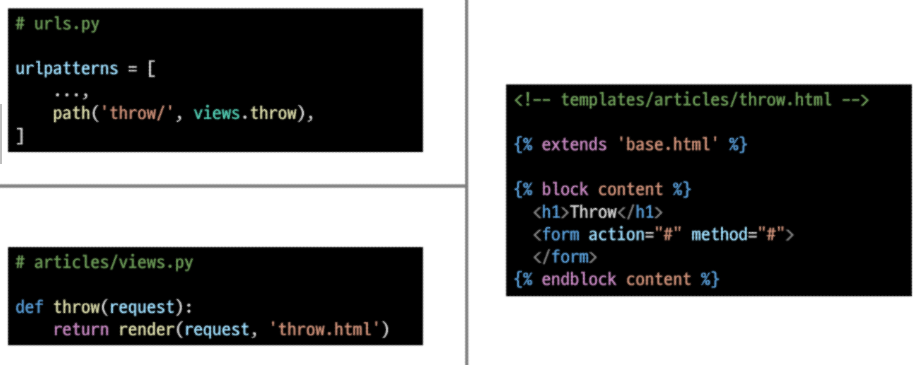 # urls.py
urlpatterns = [
    ...,
    path('throw/', views.throw),
]
# articles/views.py
def throw(request):
    return render(request, 'throw.html')
<!-- templates/articles/throw.html -->
{% extends 'base.html' %}
{% block content %}
  <h1>Throw</h1>
  <form action="#" method="#">
  </form>
{% endblock content %}